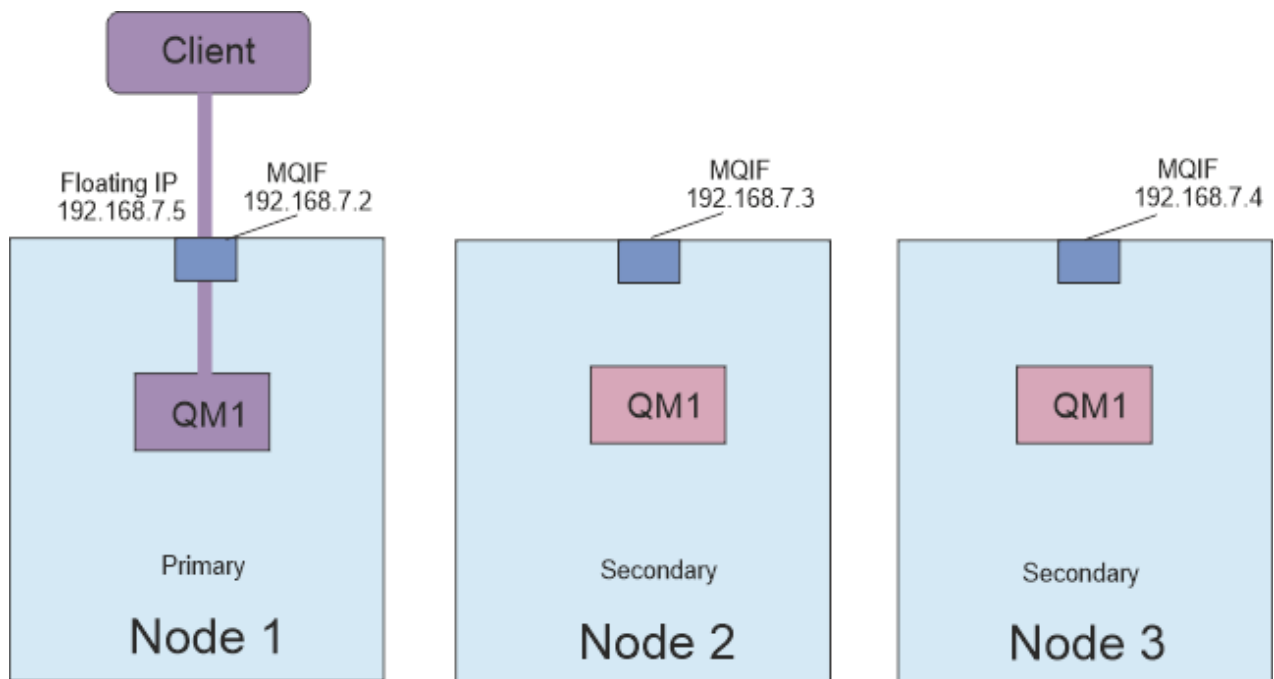 Client
Floating IP
192.168.7.5
MQIF
192.168.7.2
MQIF
192.168.7.3
MQIF
192.168.7.4
QM1
QM1
QM1
Primary
Secondary
Secondary
Node 1
Node 2
Node 3